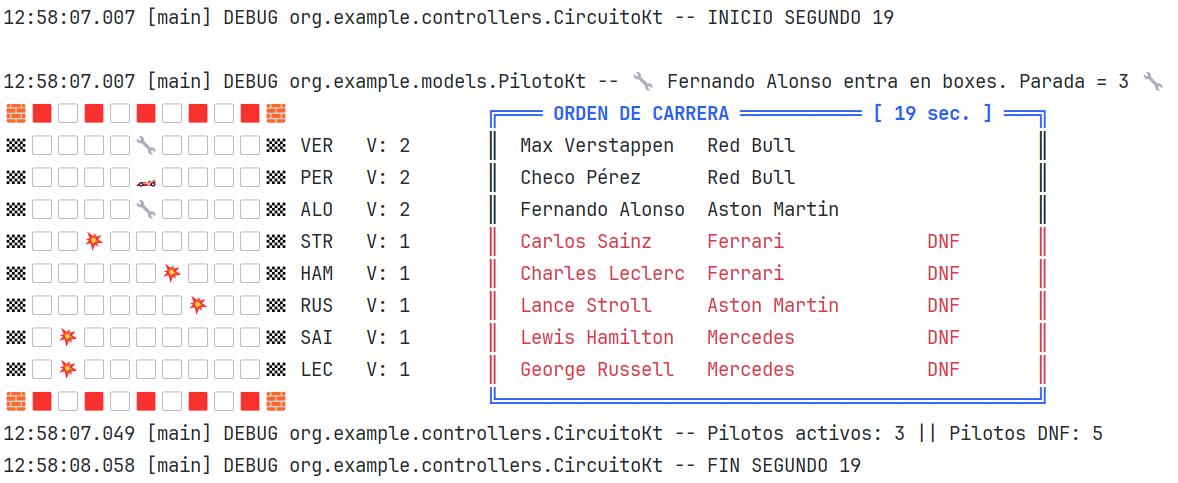 12:58:07.007 [main] DEBUG org.example.controllers.CircuitoKt -- INICIO SEGUNDO 19
12:58:07.007 [main] DEBUG org.example.models.PilotoKt -- 🔧 Fernando Alonso entra en boxes. Parada = 3 🔧
ORDEN DE CARRERA [ 19 sec. ]
VER V: 2 Max Verstappen Red Bull
PER V: 2 Checo Pérez Red Bull
ALO V: 2 Fernando Alonso Aston Martin
STR V: 1 Carlos Sainz Ferrari DNF
HAM V: 1 Charles Leclerc Ferrari DNF
RUS V: 1 Lance Stroll Aston Martin DNF
SAI V: 1 Lewis Hamilton Mercedes DNF
LEC V: 1 George Russell Mercedes DNF
12:58:07.049 [main] DEBUG org.example.controllers.CircuitoKt -- Pilotos activos: 3 || Pilotos DNF: 5
12:58:08.058 [main] DEBUG org.example.controllers.CircuitoKt -- FIN SEGUNDO 19